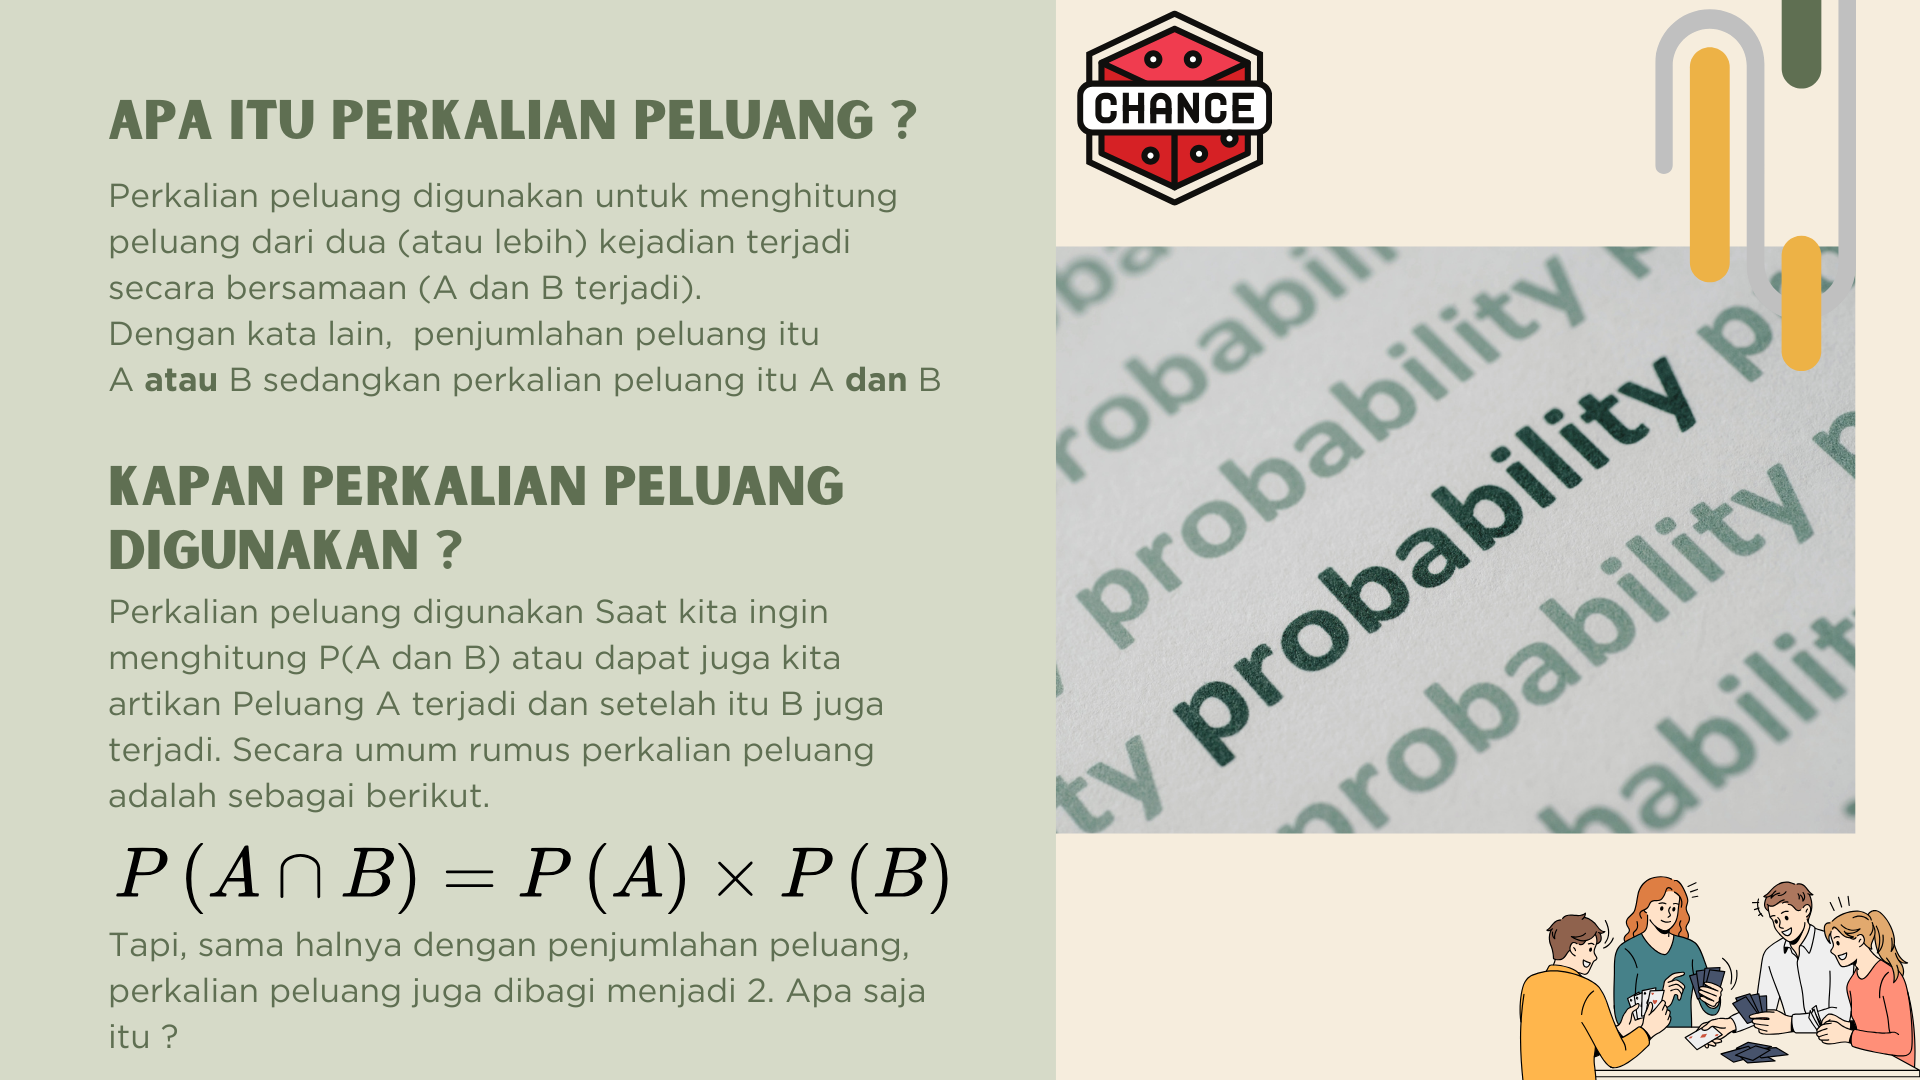 APA ITU PERKALIAN PELUANG ?
Perkalian peluang digunakan untuk menghitung
peluang dari dua (atau lebih) kejadian terjadi
secara bersamaan (A dan B terjadi).
Dengan kata lain,  penjumlahan peluang itu
A atau B sedangkan perkalian peluang itu A dan B
KAPAN PERKALIAN PELUANG
DIGUNAKAN ?
Perkalian peluang digunakan Saat kita ingin
menghitung P(A dan B) atau dapat juga kita
artikan Peluang A terjadi dan setelah itu B juga
terjadi. Secara umum rumus perkalian peluang
adalah sebagai berikut.
P (A ∩ B) = P (A) × P (B)
Tapi, sama halnya dengan penjumlahan peluang,
perkalian peluang juga dibagi menjadi 2. Apa saja
itu ?
CHANCE
probability
probability
probability